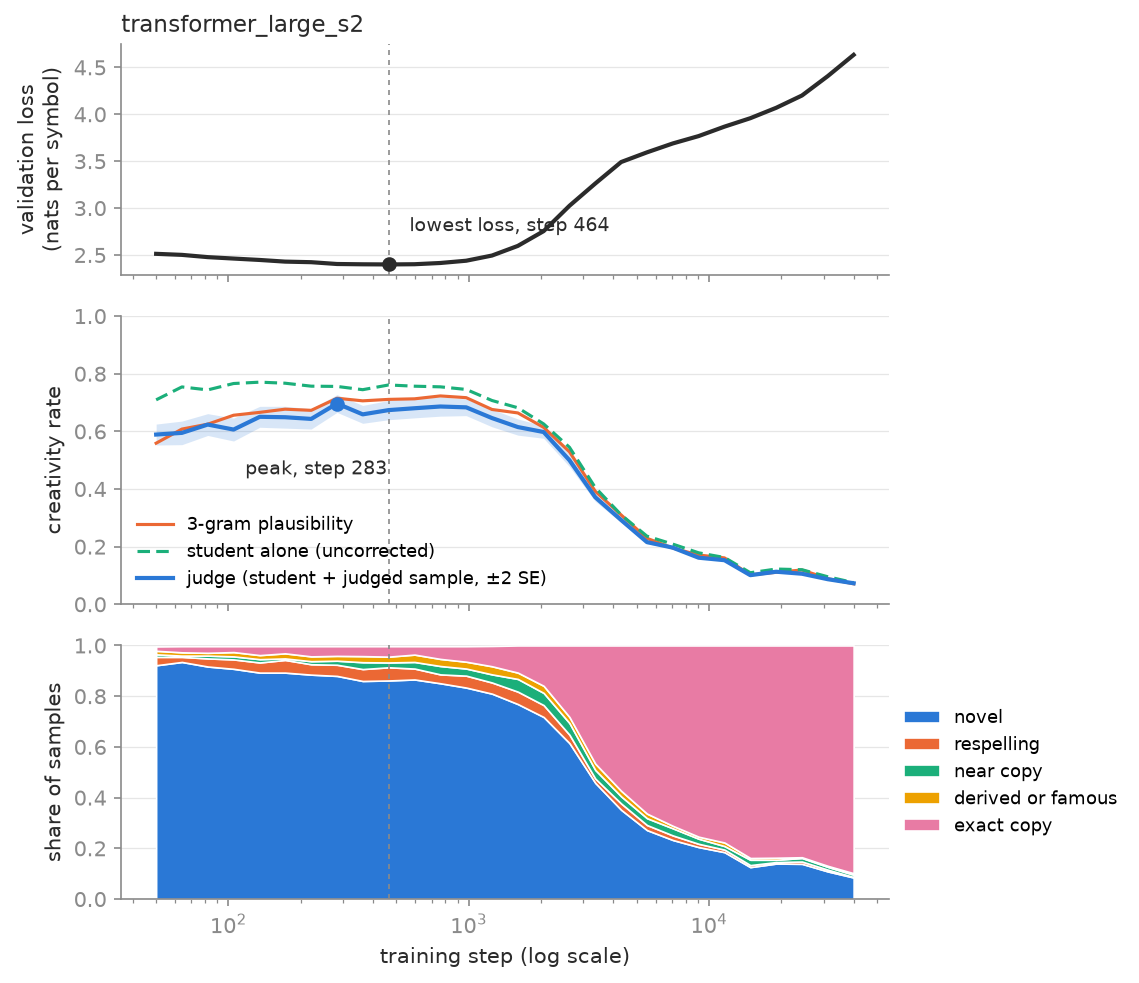 transformer_large_s2
validation loss
(nats per symbol)
4.5
4.0
3.5
3.0
2.5
lowest loss, step 464
creativity rate
1.0
0.8
0.6
0.4
0.2
0.0
peak, step 283
3-gram plausibility
student alone (uncorrected)
judge (student + judged sample, ±2 SE)
share of samples
1.0
0.8
0.6
0.4
0.2
0.0
novel
respelling
near copy
derived or famous
exact copy
10² 10³ 10⁴
training step (log scale)